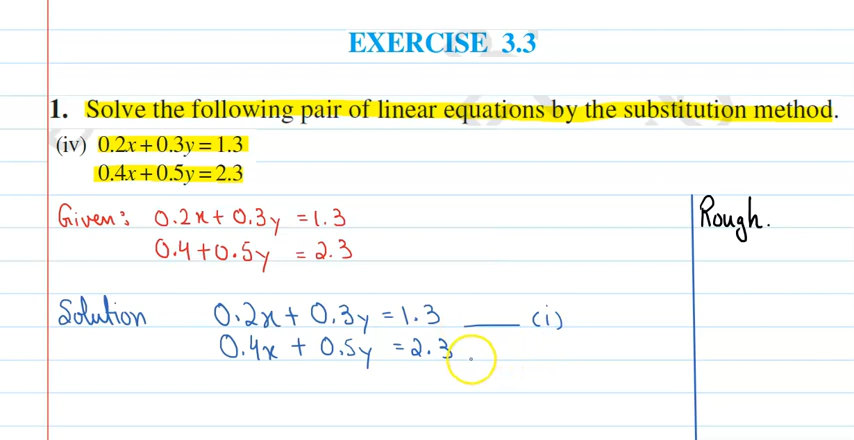 EXERCISE 3.3
1. Solve the following pair of linear equations by the substitution method.
(iv) 0.2x + 0.3y = 1.3
0.4x + 0.5y = 2.3
Given: 0.2x + 0.3y = 1.3
0.4 + 0.5y = 2.3
Rough.
Solution 0.2x + 0.3y = 1.3 ___ (i)
0.4x + 0.5y = 2.3